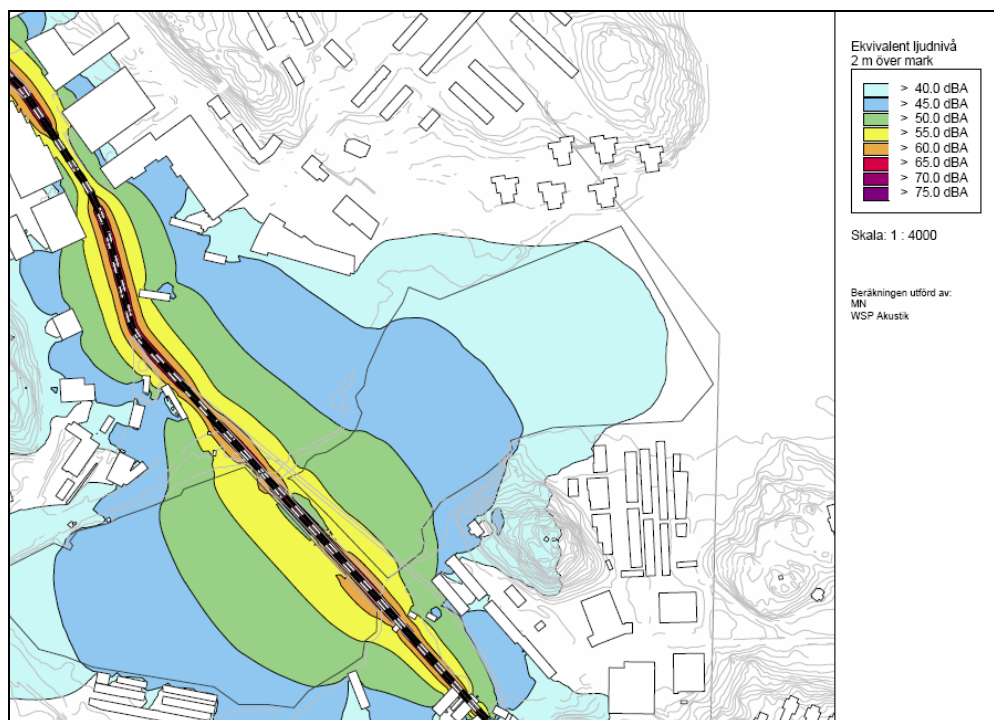 Ekvivalent ljudnivå
2 m över mark
> 40.0 dBA
> 45.0 dBA
> 50.0 dBA
> 55.0 dBA
> 60.0 dBA
> 65.0 dBA
> 70.0 dBA
> 75.0 dBA
Skala: 1 : 4000
Beräkningen utförd av:
MN
WSP Akustik